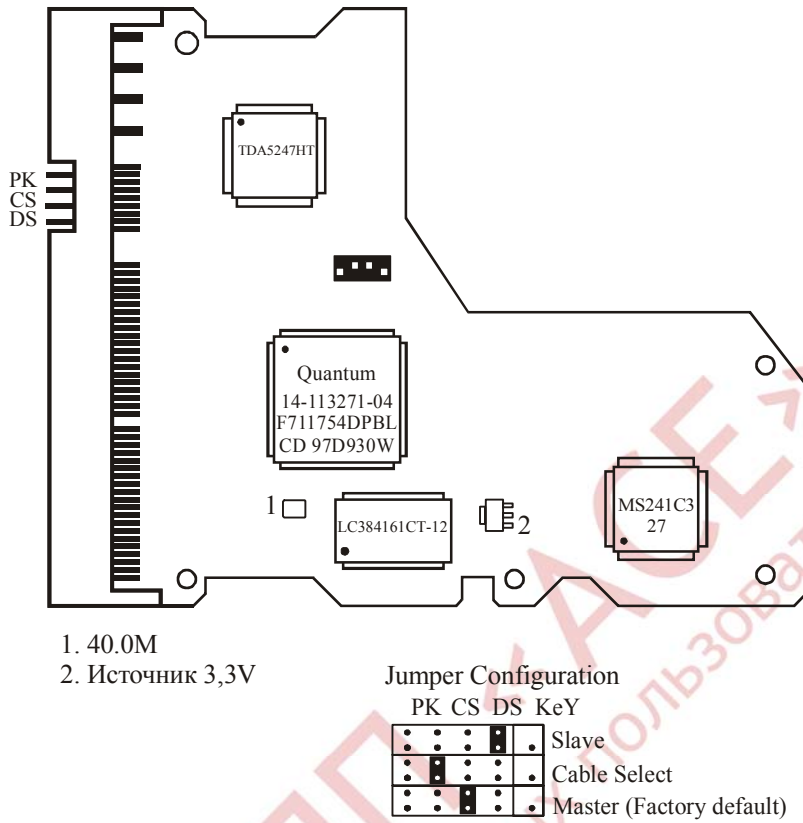 TDA5247HT
PK
CS
DS
Quantum
14-113271-04
F711754DPBL
CD 97D930W
1
LC384161CT-12
2
MS241C3
27
1. 40.0M
2. Источник 3,3V
Jumper Configuration
PK CS DS KeY
Slave
Cable Select
Master (Factory default)
«ACE»